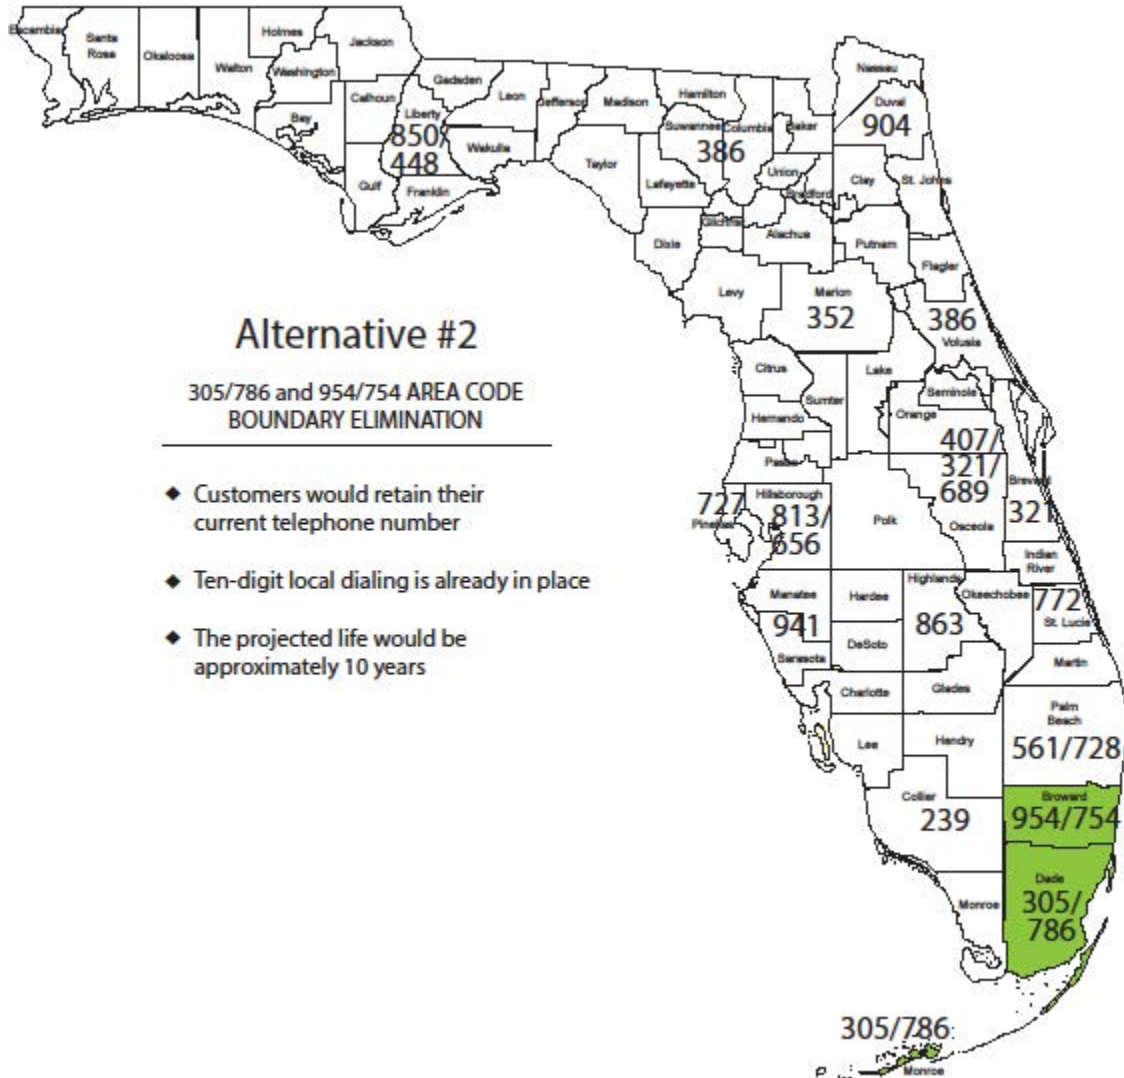 Escambia
Santa
Rosa
Okaloosa
Walton
Holmes
Washington
Jackson
Bay
Calhoun
Gulf
Gadsden
Liberty
850/
448
Franklin
Leon
Wakulla
Jefferson
Madison
Taylor
Hamilton
Suwannee
Columbia
386
Lafayette
Dixie
Gilchrist
Baker
Union
Bradford
Alachua
Nassau
Duval
904
Clay
St. Johns
Putnam
Flagler
Levy
Marion
352
386
Volusia
Alternative #2
305/786 and 954/754 AREA CODE
BOUNDARY ELIMINATION
◆ Customers would retain their
current telephone number
◆ Ten-digit local dialing is already in place
◆ The projected life would be
approximately 10 years
Citrus
Sumter
Lake
Hernando
Seminole
Orange
407/
321/
689
Osceola
Brevard
321
Pasco
727
Pinellas
Hillsborough
813/
656
Polk
Indian
River
Manatee
941
Sarasota
Hardee
DeSoto
Highlands
863
Okeechobee
772
St. Lucie
Martin
Charlotte
Glades
Lee
Hendry
Palm
Beach
561/728
Collier
239
Broward
954/754
Monroe
Dade
305/
786
305/786
Monroe